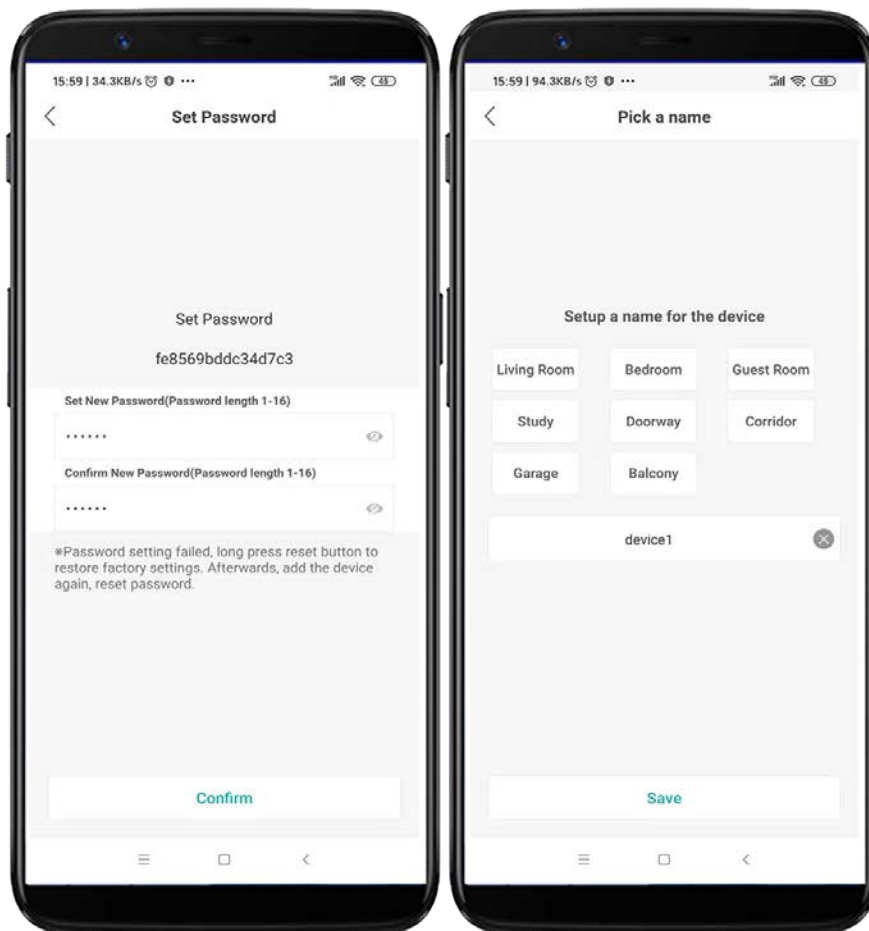 15:59 | 34.3KB/s
49
Set Password
Set Password
fe8569bddc34d7c3
Set New Password(Password length 1-16)
••••••
Confirm New Password(Password length 1-16)
••••••
※Password setting failed, long press reset button to
restore factory settings. Afterwards, add the device
again, reset password.
Confirm
15:59 | 94.3KB/s
49
Pick a name
Setup a name for the device
Living Room Bedroom Guest Room
Study Doorway Corridor
Garage Balcony
device1
Save